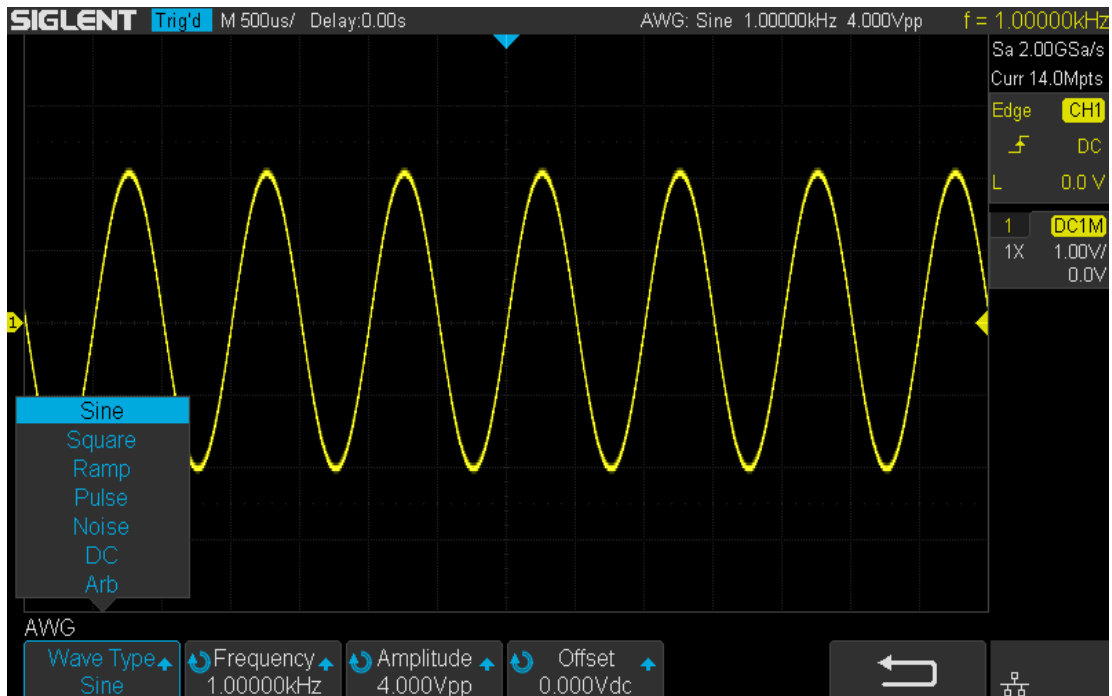 SIGLENT Trig'd M 500us/ Delay:0.00s AWG: Sine 1.00000kHz 4.000Vpp f = 1.00000kHz
Sa 2.00GSa/s
Curr 14.0Mpts
Edge CH1
DC
L 0.0 V
1 DC1M
1X 1.00V/
0.0V
1
Sine
Square
Ramp
Pulse
Noise
DC
Arb
AWG
Wave Type Frequency Amplitude Offset
Sine 1.00000kHz 4.000Vpp 0.000Vdc